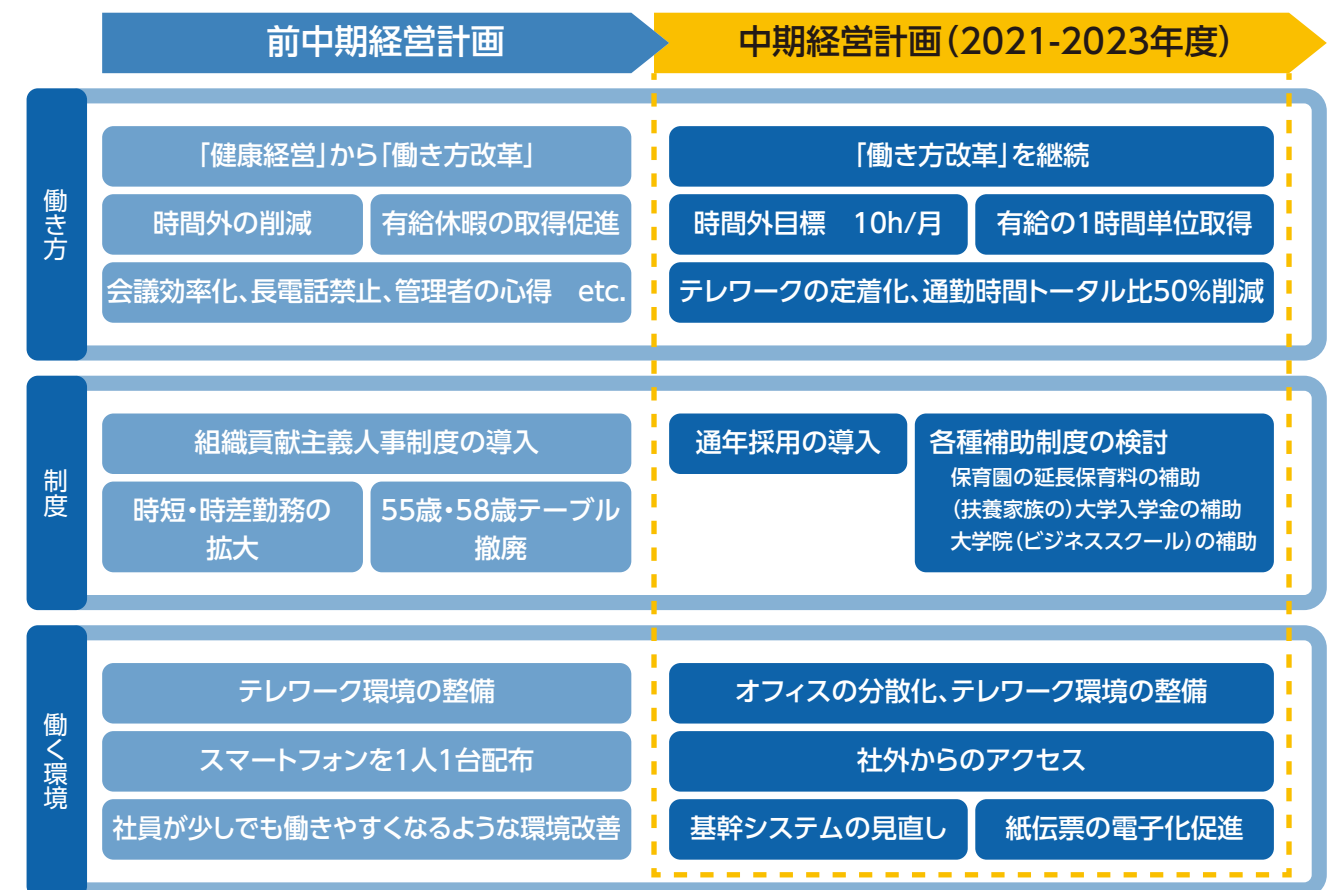 前中期経営計画
中期経営計画（2021-2023年度）
働き方
「健康経営」から「働き方改革」
時間外の削減
有給休暇の取得促進
会議効率化、長電話禁止、管理者の心得　etc.
「働き方改革」を継続
時間外目標　10h/月
有給の1時間単位取得
テレワークの定着化、通勤時間トータル比50%削減
制度
組織貢献主義人事制度の導入
時短・時差勤務の
拡大
55歳・58歳テーブル
撤廃
通年採用の導入
各種補助制度の検討
保育園の延長保育料の補助
（扶養家族の）大学入学金の補助
大学院（ビジネススクール）の補助
働く環境
テレワーク環境の整備
スマートフォンを1人1台配布
社員が少しでも働きやすくなるような環境改善
オフィスの分散化、テレワーク環境の整備
社外からのアクセス
基幹システムの見直し
紙伝票の電子化促進